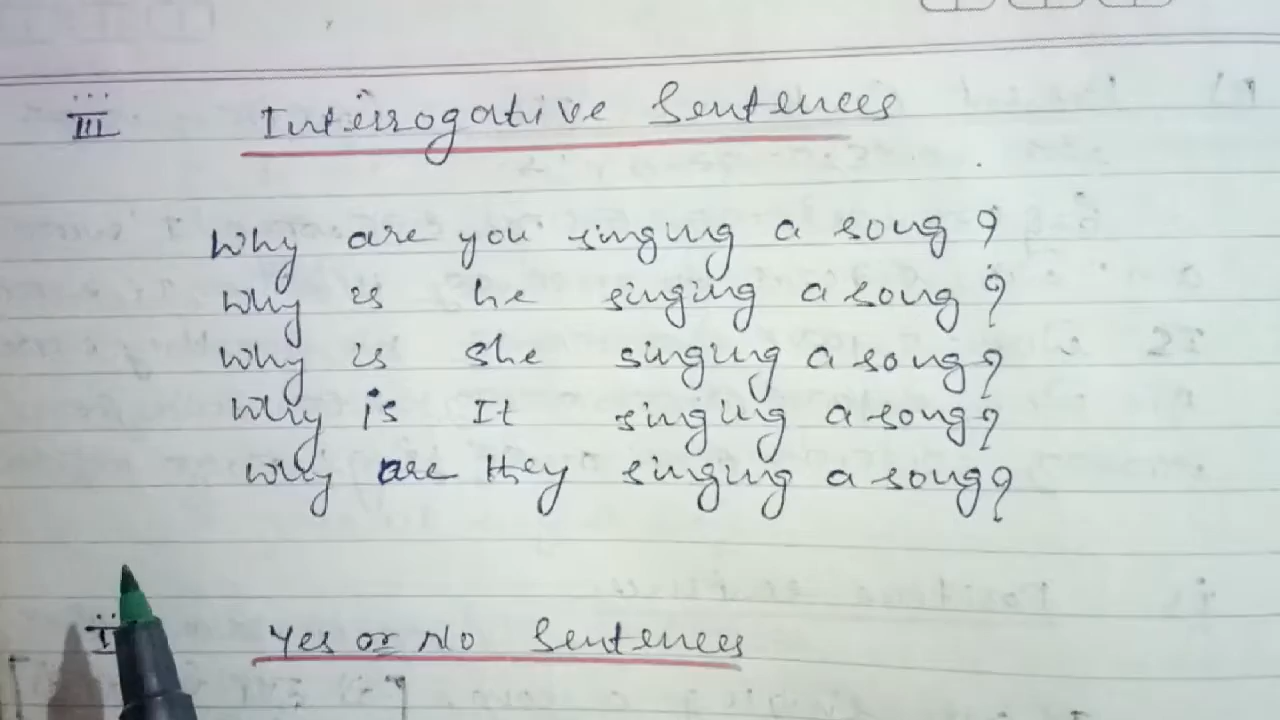 III Interrogative Sentences
Why are you singing a song?
Why is he singing a song?
Why is she singing a song?
Why is It singing a song?
Why are they singing a song?
Yes or No Sentences